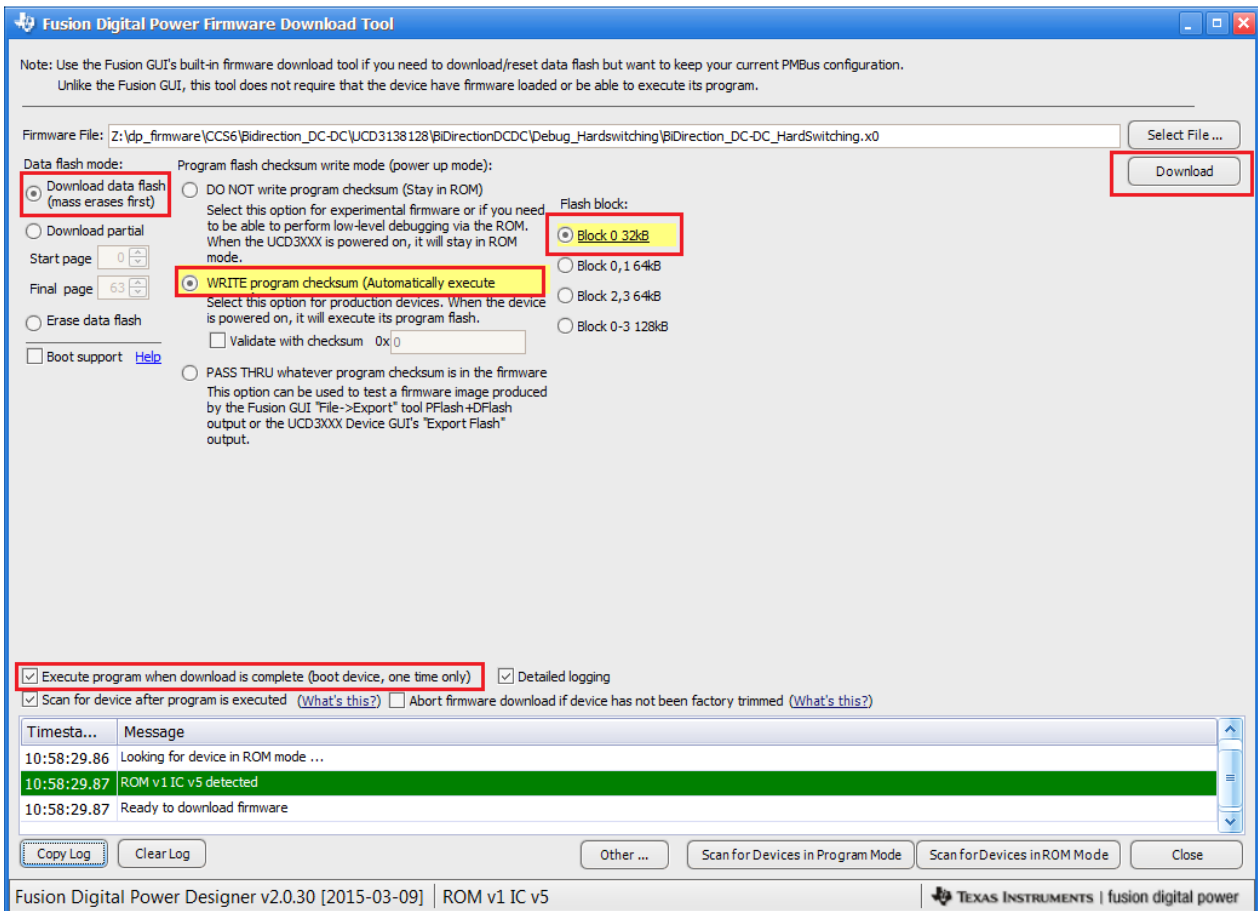 Fusion Digital Power Firmware Download Tool
Note: Use the Fusion GUI's built-in firmware download tool if you need to download/reset data flash but want to keep your current PMBus configuration.
Unlike the Fusion GUI, this tool does not require that the device have firmware loaded or be able to execute its program.
Firmware File: Z:\dp_firmware\CCS6\Bidirection_DC-DC\UCD3138128\BiDirectionDCDC\Debug_Hardswitching\BiDirection_DC-DC_HardSwitching.x0
Select File ...
Download
Data flash mode:
Download data flash
(mass erases first)
Download partial
Start page 0
Final page 63
Erase data flash
Boot support Help
Program flash checksum write mode (power up mode):
DO NOT write program checksum (Stay in ROM)
Select this option for experimental firmware or if you need
to be able to perform low-level debugging via the ROM.
When the UCD3XXX is powered on, it will stay in ROM
mode.
WRITE program checksum (Automatically execute
Select this option for production devices. When the device
is powered on, it will execute its program flash.
Validate with checksum 0x 0
PASS THRU whatever program checksum is in the firmware
This option can be used to test a firmware image produced
by the Fusion GUI "File->Export" tool PFlash+DFlash
output or the UCD3XXX Device GUI's "Export Flash"
output.
Flash block:
Block 0 32kB
Block 0,1 64kB
Block 2,3 64kB
Block 0-3 128kB
Execute program when download is complete (boot device, one time only) Detailed logging
Scan for device after program is executed (What's this?) Abort firmware download if device has not been factory trimmed (What's this?)
Timesta... Message
10:58:29.86 Looking for device in ROM mode ...
10:58:29.87 ROM v1 IC v5 detected
10:58:29.87 Ready to download firmware
Copy Log Clear Log Other ... Scan for Devices in Program Mode Scan for Devices in ROM Mode Close
Fusion Digital Power Designer v2.0.30 [2015-03-09] ROM v1 IC v5 TEXAS INSTRUMENTS | fusion digital power